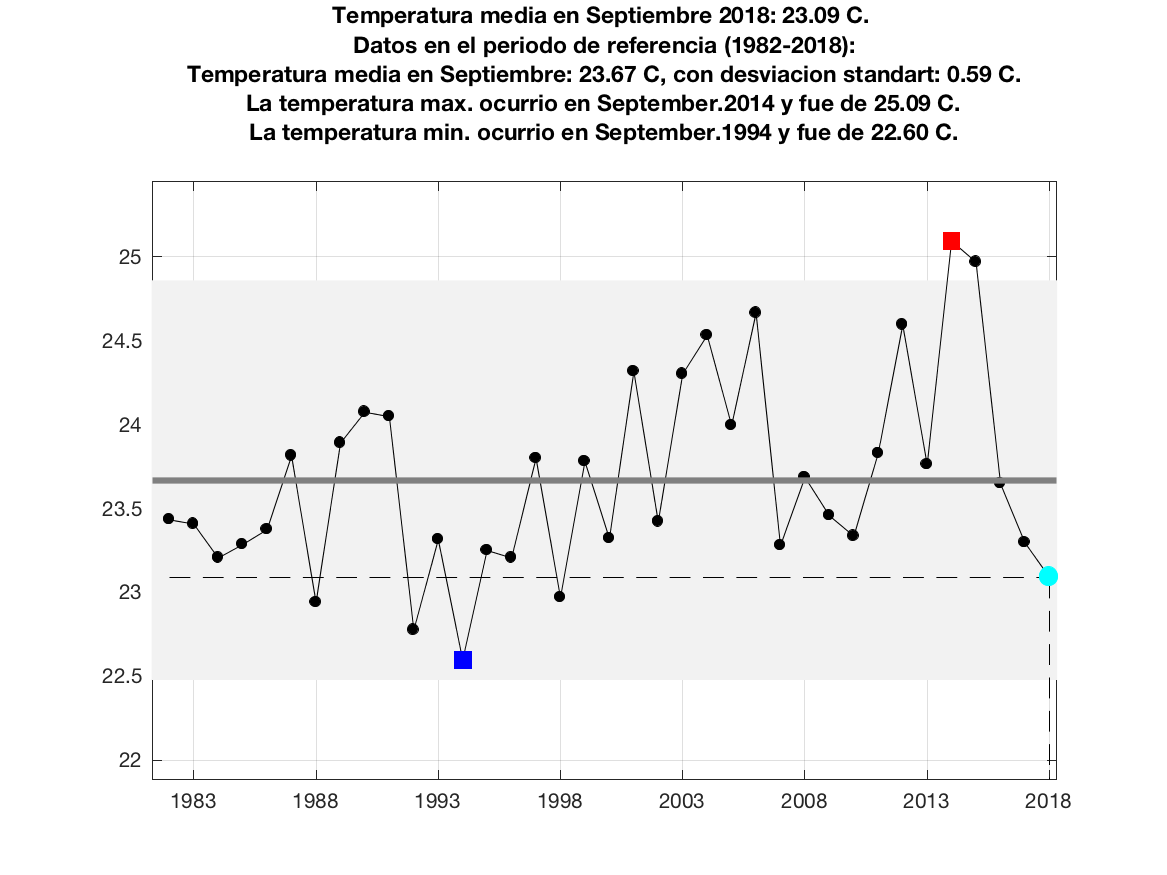 Temperatura media en Septiembre 2018: 23.09 C.
Datos en el periodo de referencia (1982-2018):
Temperatura media en Septiembre: 23.67 C, con desviacion standart: 0.59 C.
La temperatura max. ocurrio en September.2014 y fue de 25.09 C.
La temperatura min. ocurrio en September.1994 y fue de 22.60 C.
25
24.5
24
23.5
23
22.5
22
1983 1988 1993 1998 2003 2008 2013 2018